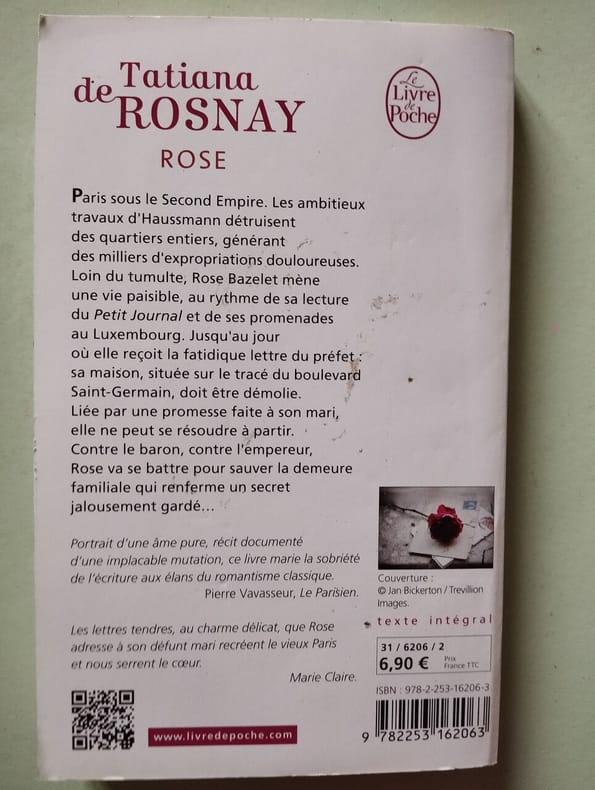 Tatiana
de ROSNAY
Le
Livre
de
Poche
ROSE
Paris sous le Second Empire. Les ambitieux
travaux d'Haussmann détruisent
des quartiers entiers, générant
des milliers d'expropriations douloureuses.
Loin du tumulte, Rose Bazelet mène
une vie paisible, au rythme de sa lecture
du Petit Journal et de ses promenades
au Luxembourg. Jusqu'au jour
où elle reçoit la fatidique lettre du préfet :
sa maison, située sur le tracé du boulevard
Saint-Germain, doit être démolie.
Liée par une promesse faite à son mari,
elle ne peut se résoudre à partir.
Contre le baron, contre l'empereur,
Rose va se battre pour sauver la demeure
familiale qui renferme un secret
jalousement gardé...
Portrait d'une âme pure, récit documenté
d'une implacable mutation, ce livre marie la sobriété
de l'écriture aux élans du romantisme classique.
Pierre Vavasseur, Le Parisien.
Les lettres tendres, au charme délicat, que Rose
adresse à son défunt mari recréent le vieux Paris
et nous serrent le cœur.
Marie Claire.
Couverture :
© Jan Bickerton / Trevillion
Images.
texte intégral
31 / 6206 / 2
6,90 €
Prix
France TTC
ISBN : 978-2-253-16206-3
9 782253 162063
www.livredepoche.com